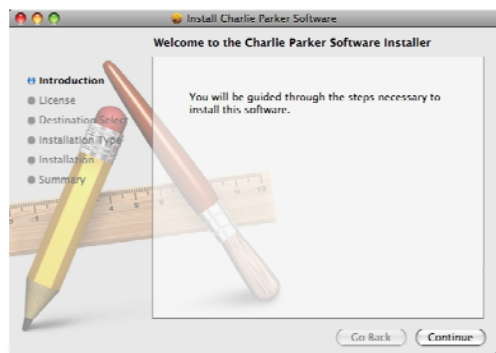 Install Charlie Parker Software
Welcome to the Charlie Parker Software Installer
Introduction
License
Destination Select
Installation Type
Installation
Summary
You will be guided through the steps necessary to
install this software.
Go Back
Continue